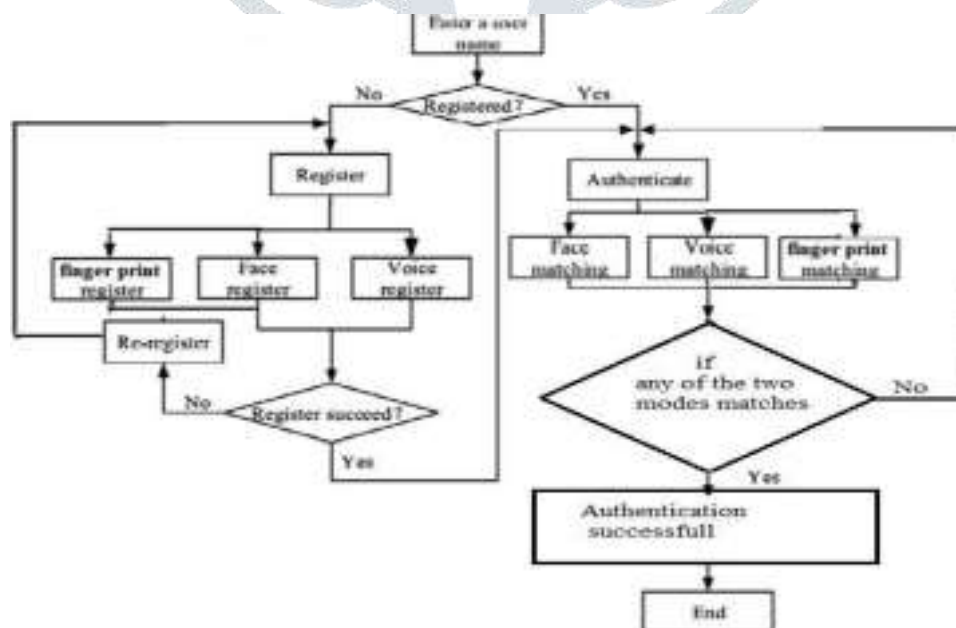 Enter a user
name
No
Registered?
Yes
Register
Authenticate
finger print
register
Face
register
Voice
register
Face
matching
Voice
matching
finger print
matching
Re-register
No
Register succeed?
Yes
if
any of the two
modes matches
No
Yes
Authentication
successfull
End